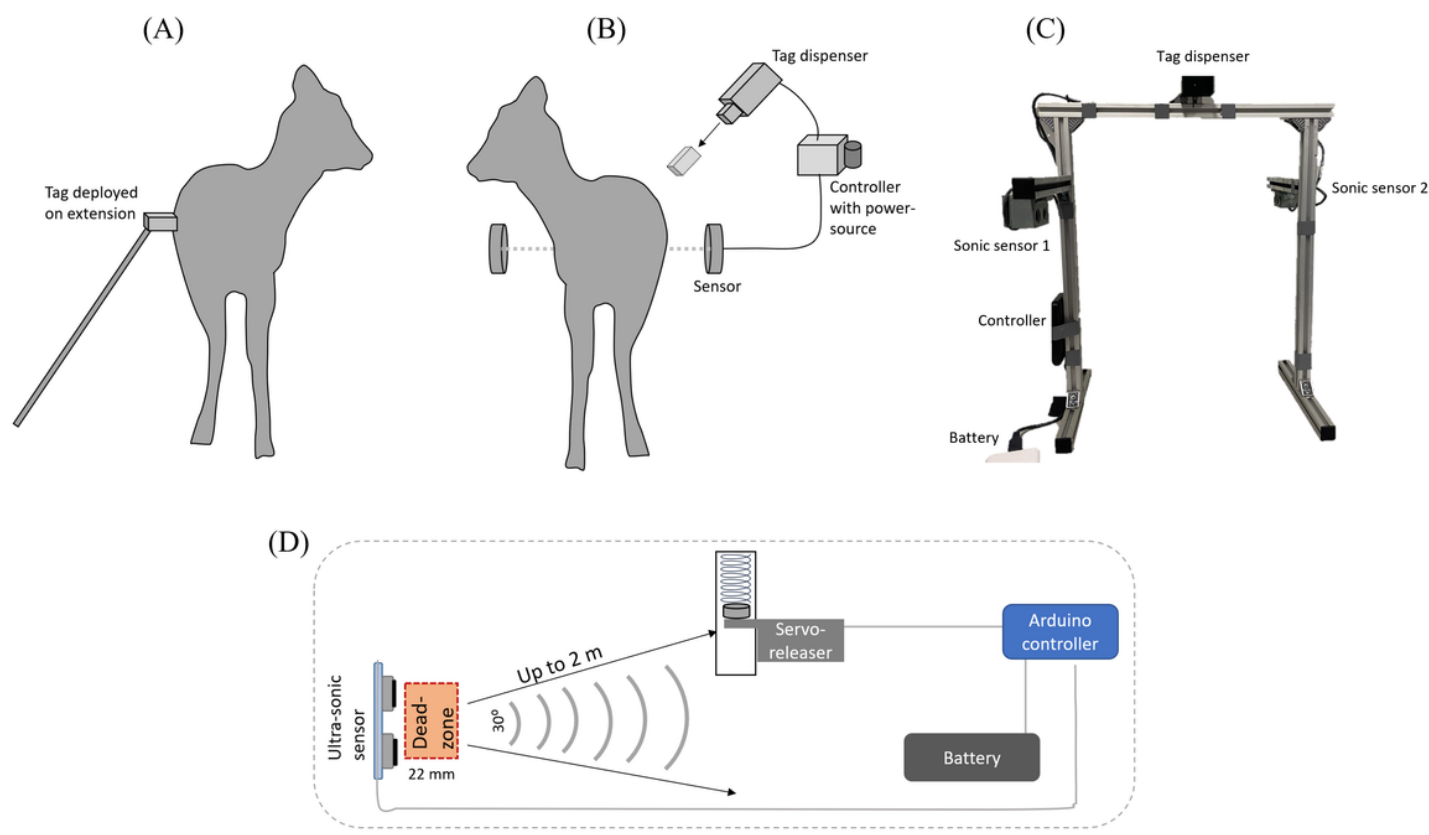 (A)
Tag deployed
on extension
(B)
Tag dispenser
Controller
with power-
source
Sensor
(C)
Tag dispenser
Sonic sensor 2
Sonic sensor 1
Controller
Battery
(D)
Ultra-sonic
sensor
Dead-
zone
22 mm
30°
Up to 2 m
Servo-
releaser
Arduino
controller
Battery